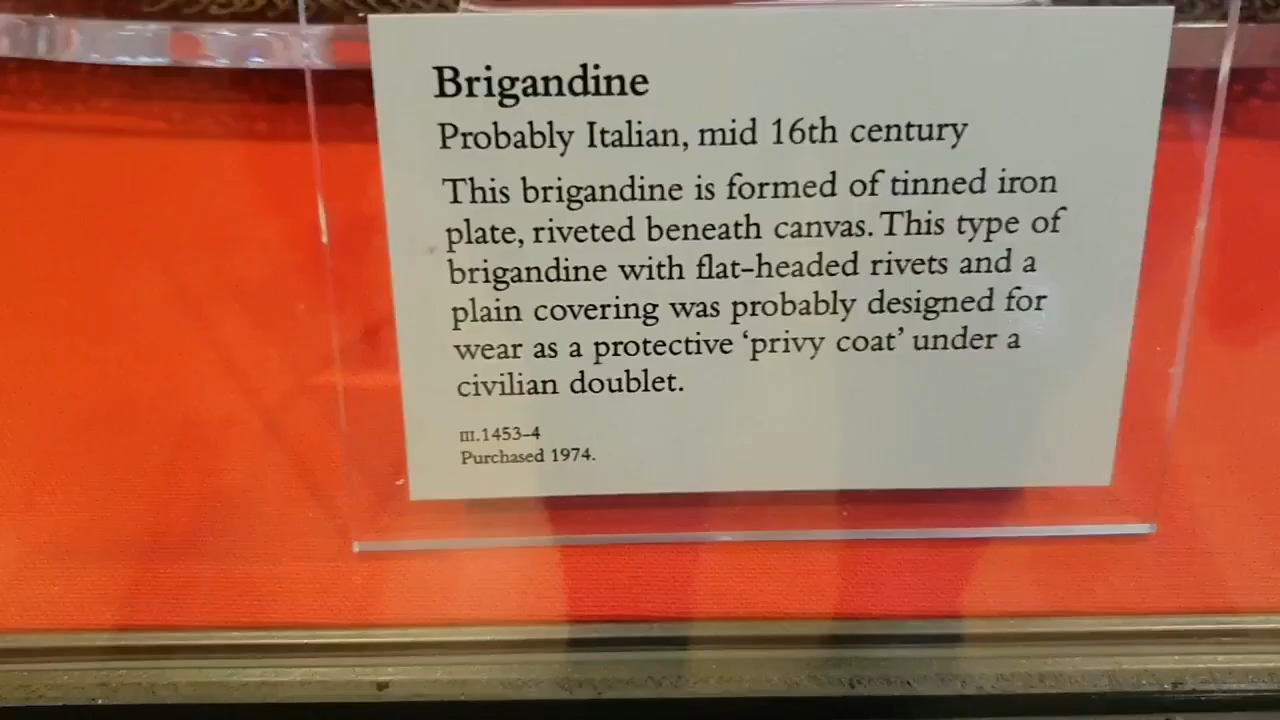 Brigandine
Probably Italian, mid 16th century
This brigandine is formed of tinned iron
plate, riveted beneath canvas. This type of
brigandine with flat-headed rivets and a
plain covering was probably designed for
wear as a protective ‘privy coat’ under a
civilian doublet.
III.1453–4
Purchased 1974.